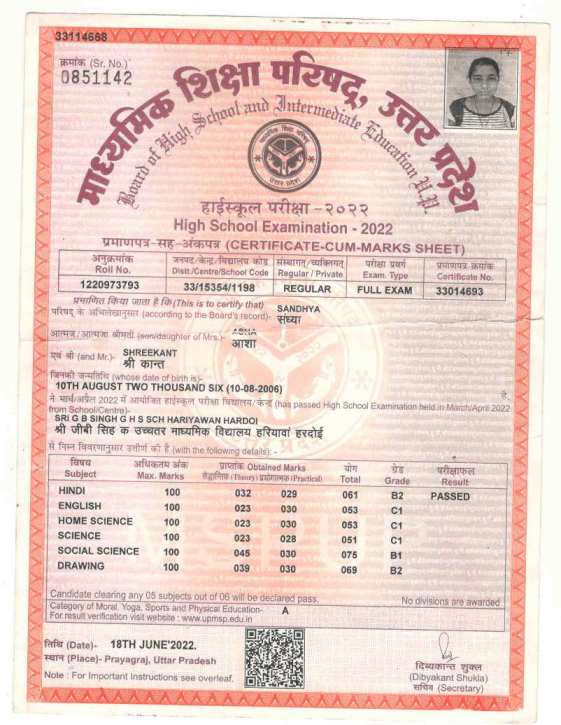 33114668
क्रमांक (Sr. No.)
0851142
माध्यमिक शिक्षा परिषद्, उत्तर प्रदेश
Board of High School and Intermediate Education U.P.
हाईस्कूल परीक्षा -२०२२
High School Examination - 2022
प्रमाणपत्र-सह-अंकपत्र (CERTIFICATE-CUM-MARKS SHEET)
अनुक्रमांक जनपद/केन्द्र/विद्यालय कोड संस्थागत/व्यक्तिगत परीक्षा प्रवर्ग प्रमाणपत्र क्रमांक
Roll No. Distt./Centre/School Code Regular / Private Exam. Type Certificate No.
1220973793 33/15354/1198 REGULAR FULL EXAM 33014693
प्रमाणित किया जाता है कि (This is to certify that) SANDHYA
परिषद् के अभिलेखानुसार (according to the Board's record)- संध्या
ASHA
आत्मज/आत्मजा श्रीमती (son/daughter of Mrs.)- आशा
एवं श्री (and Mr.)- SHREEKANT
श्री कान्त
जिनकी जन्मतिथि (whose date of birth is)-
10TH AUGUST TWO THOUSAND SIX (10-08-2006) है,
ने मार्च/अप्रैल 2022 में आयोजित हाईस्कूल परीक्षा विद्यालय/केन्द्र (has passed High School Examination held in March/April 2022
from School/Centre)-
SRI G B SINGH G H S SCH HARIYAWAN HARDOI
श्री जीबी सिंह क उच्चतर माध्यमिक विद्यालय हरियावां हरदोई
से निम्न विवरणानुसार उत्तीर्ण की है (with the following details): -
विषय अधिकतम अंक प्राप्तांक Obtained Marks योग ग्रेड परीक्षाफल
Subject Max. Marks सैद्धान्तिक (Theory) प्रयोगात्मक (Practical) Total Grade Result
HINDI 100 032 029 061 B2 PASSED
ENGLISH 100 023 030 053 C1
HOME SCIENCE 100 023 030 053 C1
SCIENCE 100 023 028 051 C1
SOCIAL SCIENCE 100 045 030 075 B1
DRAWING 100 039 030 069 B2
Candidate clearing any 05 subjects out of 06 will be declared pass. No divisions are awarded
Category of Moral, Yoga, Sports and Physical Education- A
For result verification visit website : www.upmsp.edu.in
तिथि (Date)- 18TH JUNE'2022.
स्थान (Place)- Prayagraj, Uttar Pradesh
Note : For Important Instructions see overleaf.
दिव्यकान्त शुक्ल
(Dibyakant Shukla)
सचिव (Secretary)